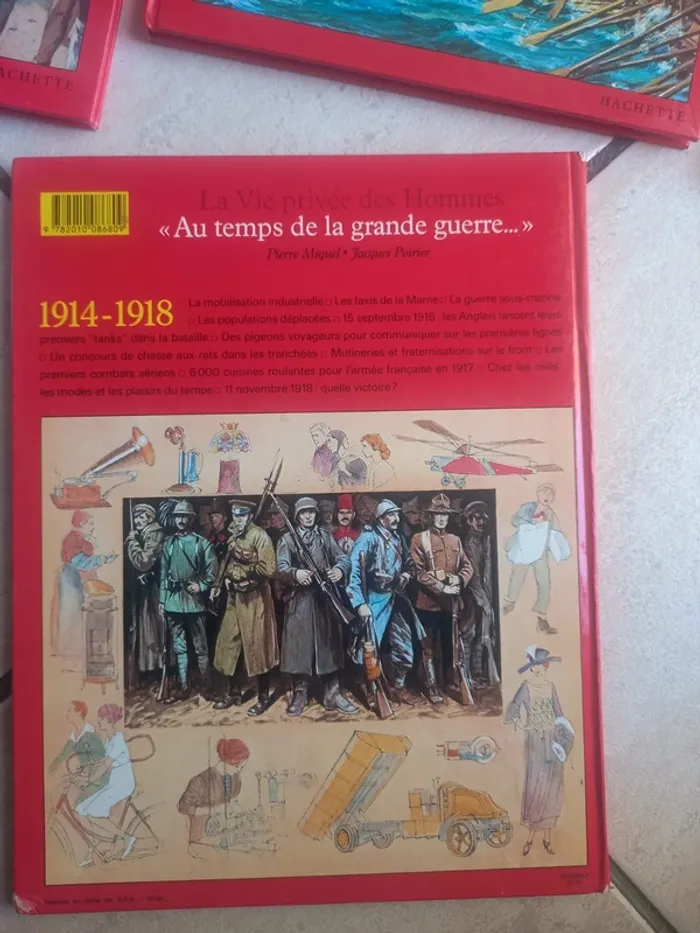 HACHETTE
HACHETTE
9 782010 086809
La Vie privée des Hommes
« Au temps de la grande guerre... »
Pierre Miquel • Jacques Poirier
1914-1918 La mobilisation industrielle □ Les taxis de la Marne □ La guerre sous-marine
□ Les populations déplacées □ 15 septembre 1916 : les Anglais lancent leurs
premiers "tanks" dans la bataille □ Des pigeons voyageurs pour communiquer sur les premières lignes
□ Un concours de chasse aux rats dans les tranchées □ Mutineries et fraternisations sur le front □ Les
premiers combats aériens □ 6 000 cuisines roulantes pour l'armée française en 1917 □ Chez les civils:
les modes et les plaisirs du temps □ 11 novembre 1918 : quelle victoire ?